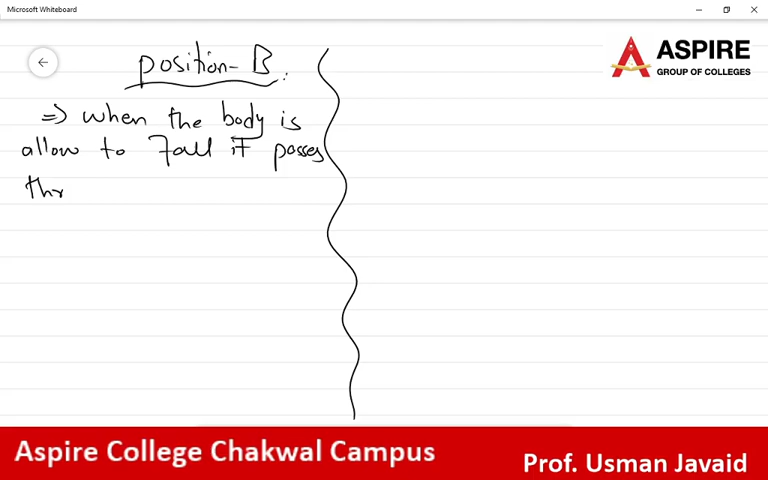 Microsoft Whiteboard
ASPIRE
GROUP OF COLLEGES
position- B.
=> when the body is
allow to fall it passes
thr
Aspire College Chakwal Campus
Prof. Usman Javaid